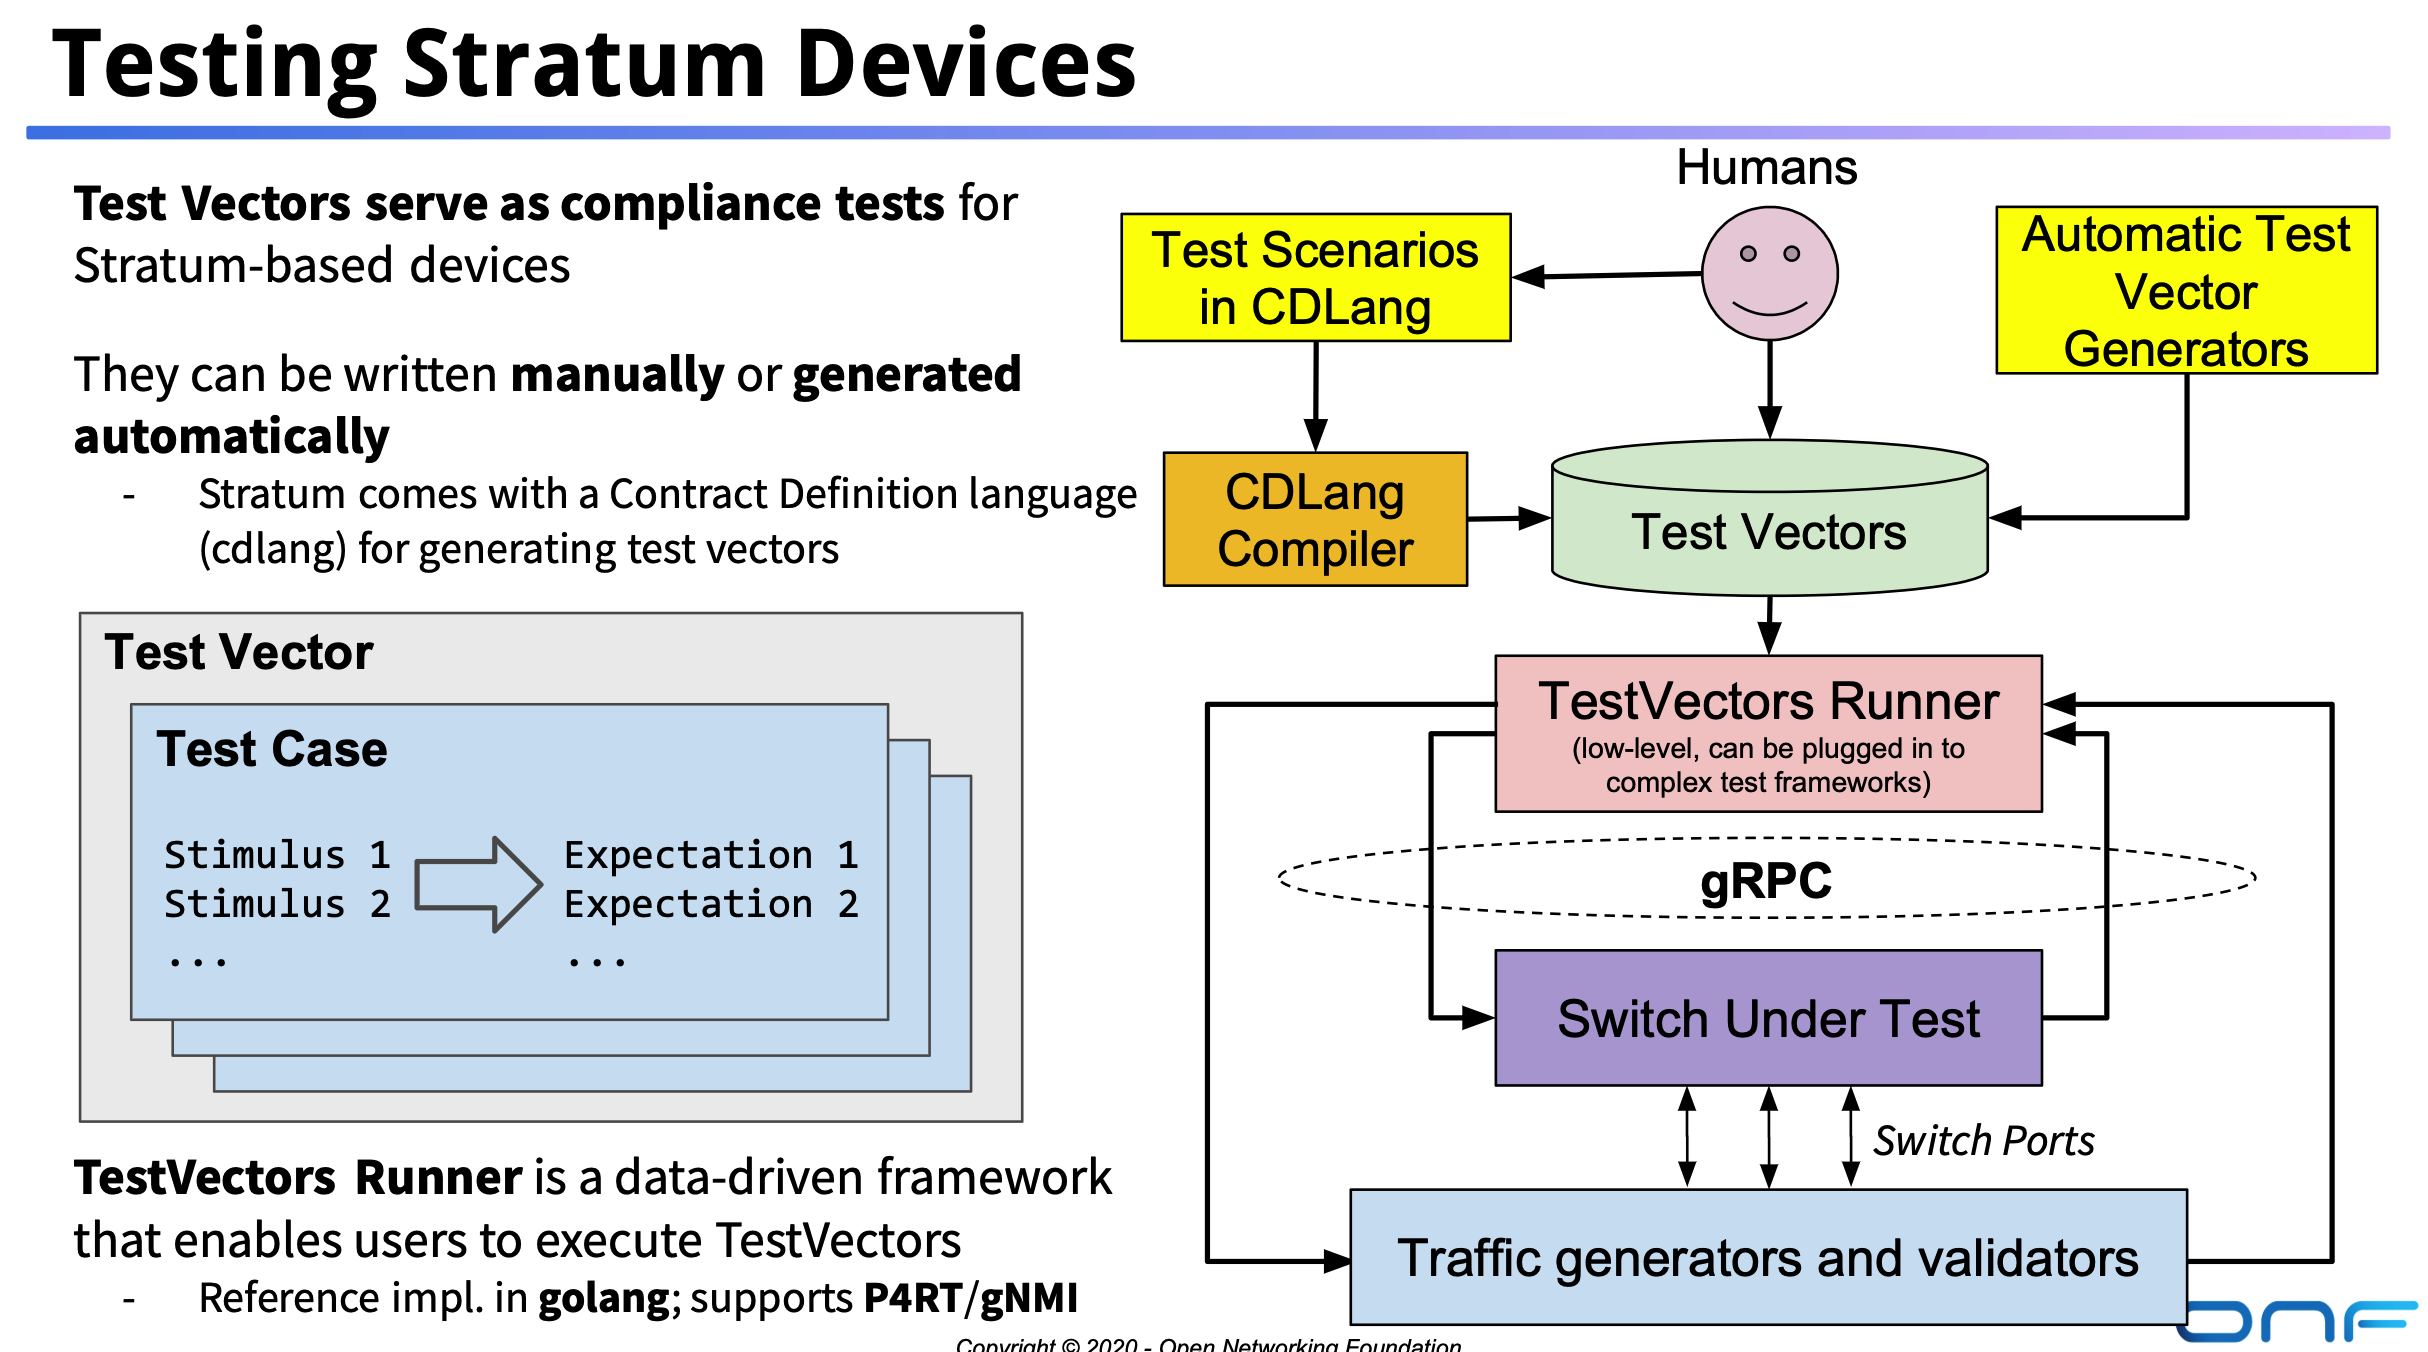 Testing Stratum Devices
Test Vectors serve as compliance tests for
Stratum-based devices
They can be written manually or generated
automatically
- Stratum comes with a Contract Definition language
(cdlang) for generating test vectors
Test Vector
Test Case
Stimulus 1
Stimulus 2
...
Expectation 1
Expectation 2
...
TestVectors Runner is a data-driven framework
that enables users to execute TestVectors
- Reference impl. in golang; supports P4RT/gNMI
Humans
Test Scenarios
in CDLang
Automatic Test
Vector
Generators
CDLang
Compiler
Test Vectors
TestVectors Runner
(low-level, can be plugged in to
complex test frameworks)
gRPC
Switch Under Test
Switch Ports
Traffic generators and validators
ONF
Copyright © 2020 - Open Networking Foundation